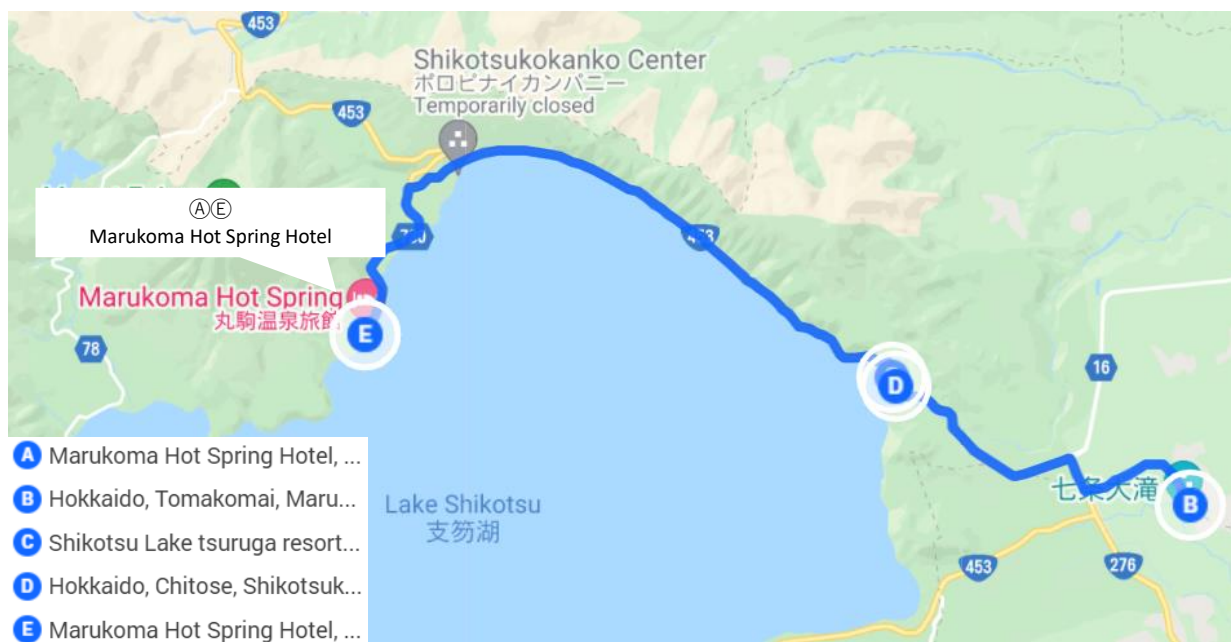 453
Shikotsukokanko Center
ポロピナイカンパニー
Temporarily closed
453
ⒶⒺ
Marukoma Hot Spring Hotel
453
Marukoma Hot Spring
丸駒温泉旅館
E
78
D
16
A Marukoma Hot Spring Hotel, ...
B Hokkaido, Tomakomai, Maru...
C Shikotsu Lake tsuruga resort...
D Hokkaido, Chitose, Shikotsuk...
E Marukoma Hot Spring Hotel, ...
Lake Shikotsu
支笏湖
七条大滝
B
453
276